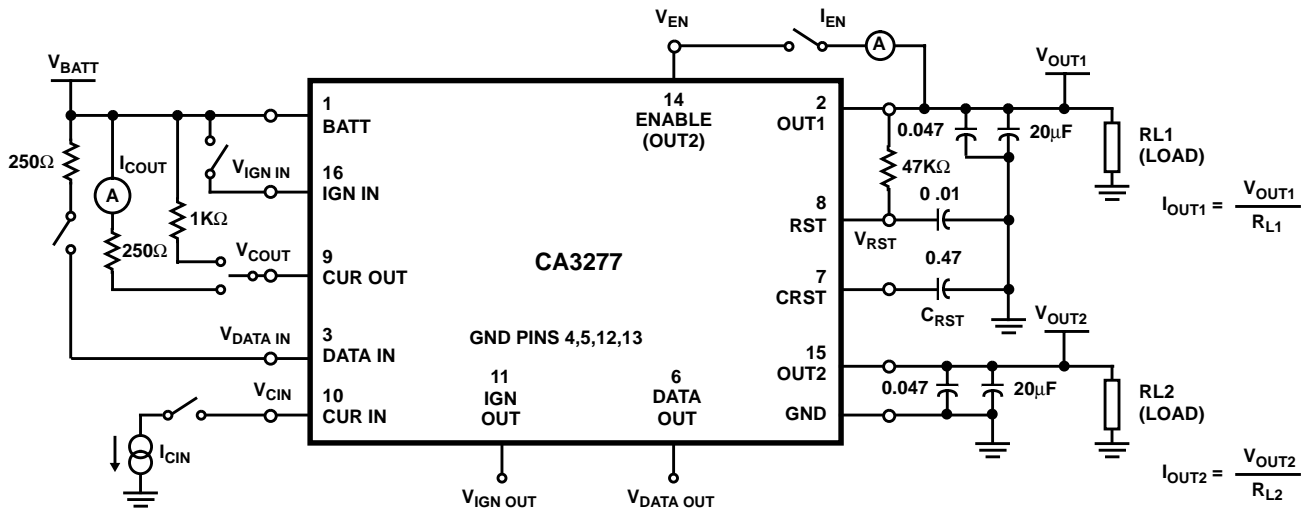 V_EN
I_EN
A
V_BATT
V_OUT1
1
BATT
14
ENABLE
(OUT2)
2
OUT1
0.047
20µF
RL1
(LOAD)
250Ω
I_COUT
A
V_IGN IN
16
IGN IN
47KΩ
I_OUT1 = V_OUT1
R_L1
1KΩ
8
RST
0 .01
V_RST
250Ω
V_COUT
9
CUR OUT
CA3277
7
CRST
0.47
C_RST
V_OUT2
V_DATA IN
3
DATA IN
GND PINS 4,5,12,13
15
OUT2
0.047
20µF
RL2
(LOAD)
V_CIN
10
CUR IN
11
IGN
OUT
6
DATA
OUT
GND
I_CIN
V_IGN OUT
V_DATA OUT
I_OUT2 = V_OUT2
R_L2